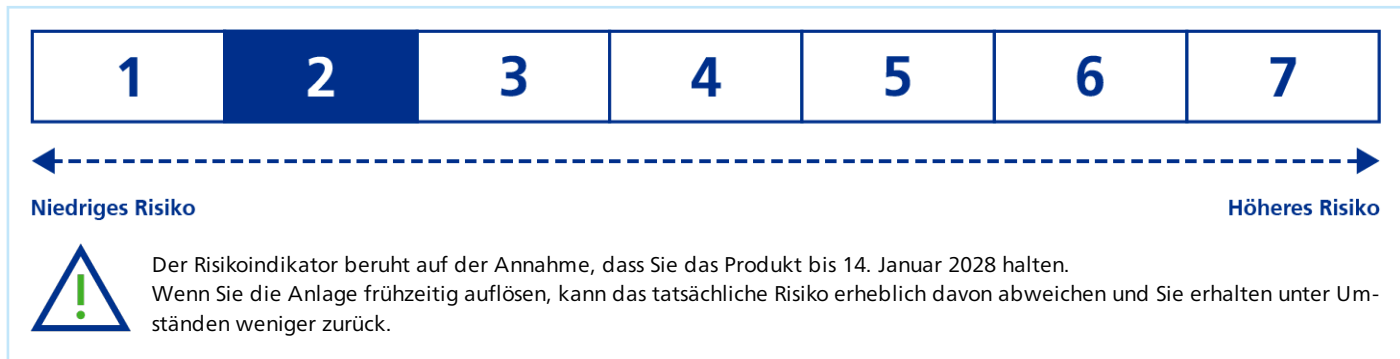 1 2 3 4 5 6 7
Niedriges Risiko Höheres Risiko
Der Risikoindikator beruht auf der Annahme, dass Sie das Produkt bis 14. Januar 2028 halten.
Wenn Sie die Anlage frühzeitig auflösen, kann das tatsächliche Risiko erheblich davon abweichen und Sie erhalten unter Um-
ständen weniger zurück.